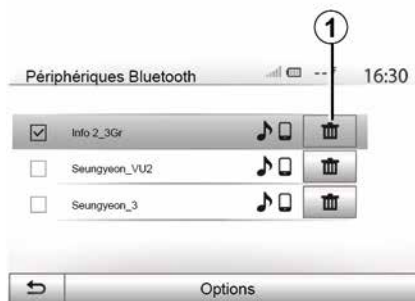 1
Périphériques Bluetooth
--° 16:30
Info 2_3Gr
Seungyeon_VU2
Seungyeon_3
Options